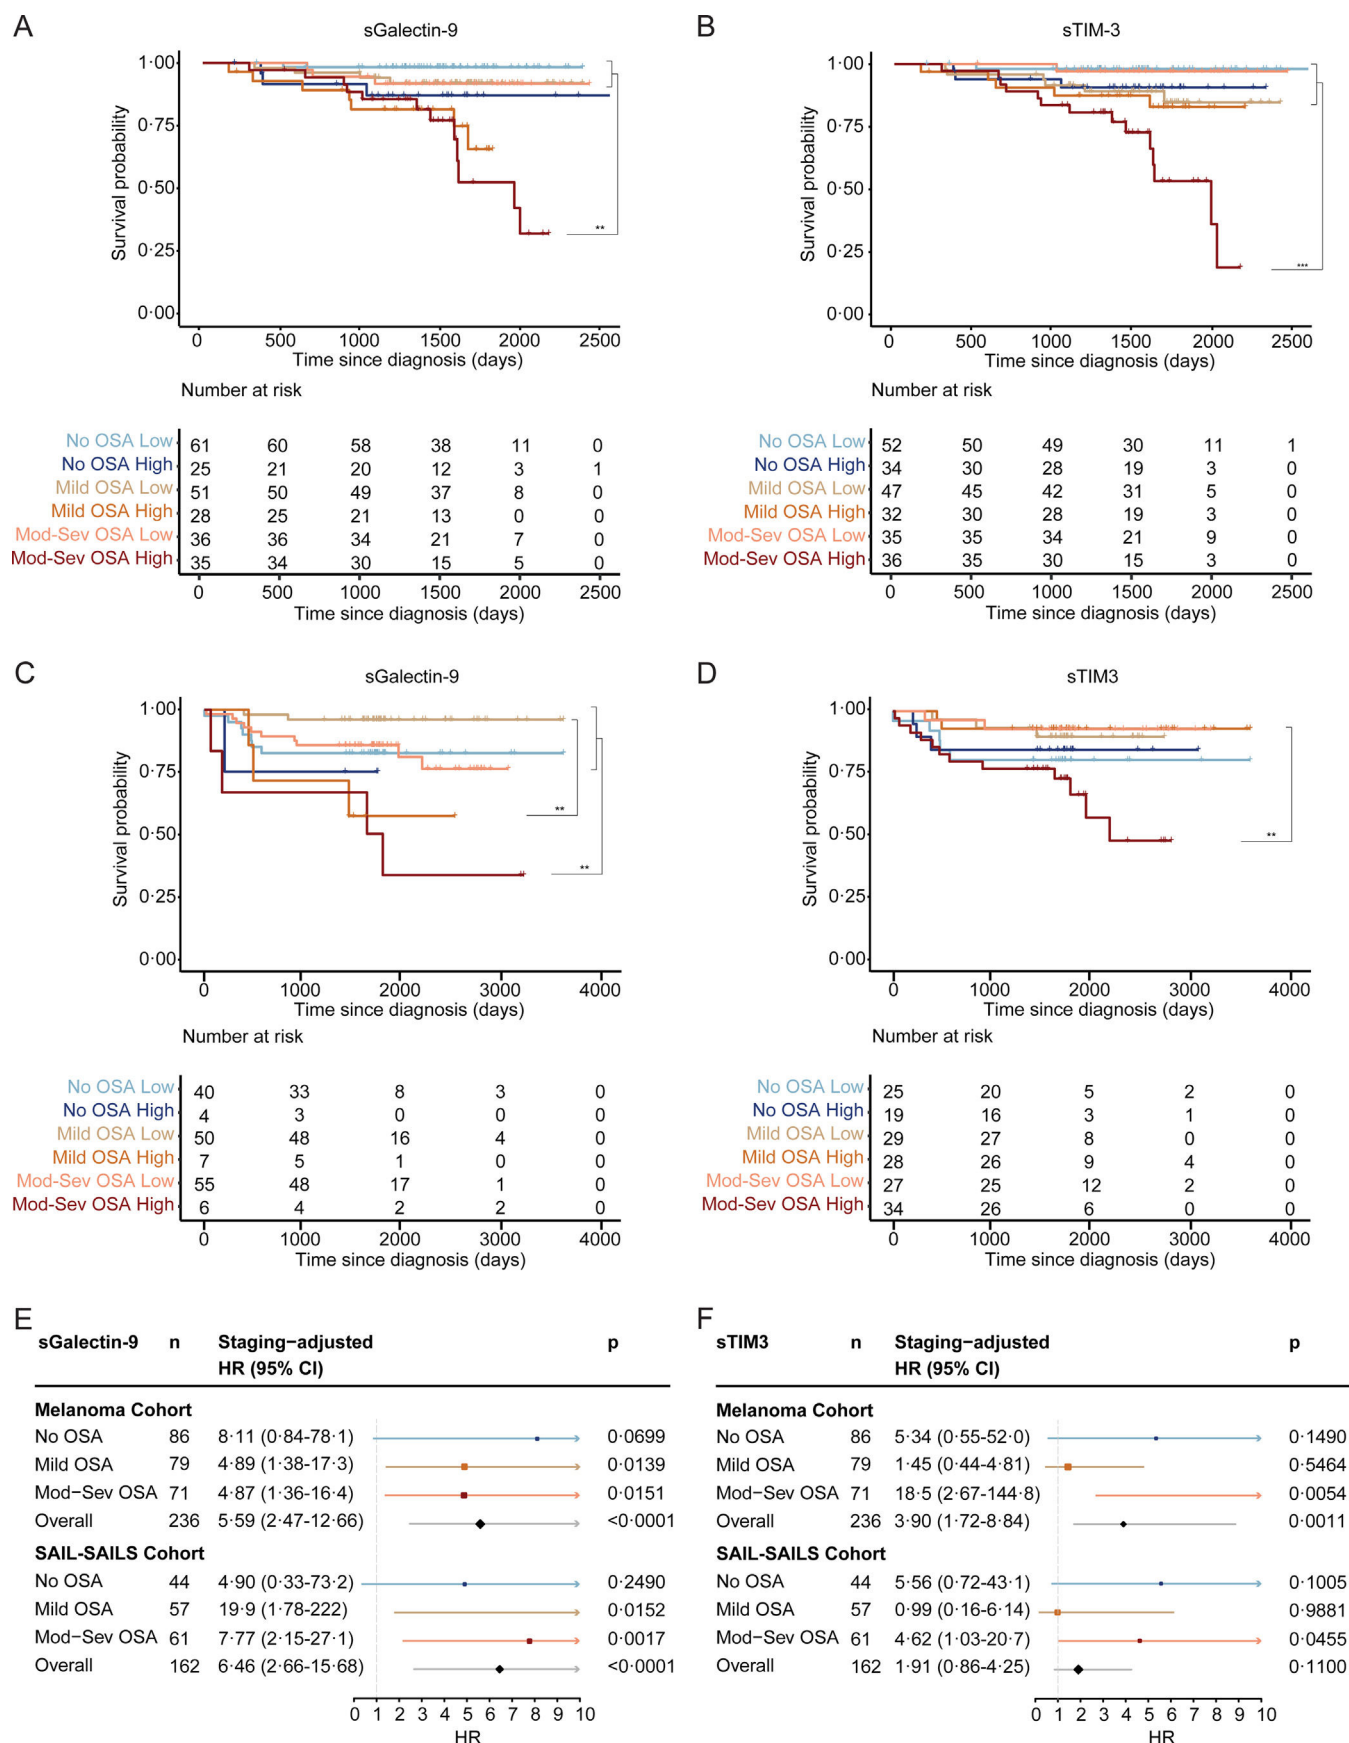 A
sGalectin-9
Survival probability
1·00
0·75
0·50
0·25
0·00
**
0 500 1000 1500 2000 2500
Time since diagnosis (days)
Number at risk
No OSA Low 61 60 58 38 11 0
No OSA High 25 21 20 12 3 1
Mild OSA Low 51 50 49 37 8 0
Mild OSA High 28 25 21 13 0 0
Mod-Sev OSA Low 36 36 34 21 7 0
Mod-Sev OSA High 35 34 30 15 5 0
0 500 1000 1500 2000 2500
Time since diagnosis (days)
B
sTIM-3
Survival probability
1·00
0·75
0·50
0·25
0·00
***
0 500 1000 1500 2000 2500
Time since diagnosis (days)
Number at risk
No OSA Low 52 50 49 30 11 1
No OSA High 34 30 28 19 3 0
Mild OSA Low 47 45 42 31 5 0
Mild OSA High 32 30 28 19 3 0
Mod-Sev OSA Low 35 35 34 21 9 0
Mod-Sev OSA High 36 35 30 15 3 0
0 500 1000 1500 2000 2500
Time since diagnosis (days)
C
sGalectin-9
Survival probability
1·00
0·75
0·50
0·25
0·00
**
**
0 1000 2000 3000 4000
Time since diagnosis (days)
Number at risk
No OSA Low 40 33 8 3 0
No OSA High 4 3 0 0 0
Mild OSA Low 50 48 16 4 0
Mild OSA High 7 5 1 0 0
Mod-Sev OSA Low 55 48 17 1 0
Mod-Sev OSA High 6 4 2 2 0
0 1000 2000 3000 4000
Time since diagnosis (days)
D
sTIM3
Survival probability
1·00
0·75
0·50
0·25
0·00
**
0 1000 2000 3000 4000
Time since diagnosis (days)
Number at risk
No OSA Low 25 20 5 2 0
No OSA High 19 16 3 1 0
Mild OSA Low 29 27 8 0 0
Mild OSA High 28 26 9 4 0
Mod-Sev OSA Low 27 25 12 2 0
Mod-Sev OSA High 34 26 6 0 0
0 1000 2000 3000 4000
Time since diagnosis (days)
E
sGalectin-9 n Staging−adjusted p
HR (95% CI)
Melanoma Cohort
No OSA 86 8·11 (0·84-78·1) 0·0699
Mild OSA 79 4·89 (1·38-17·3) 0·0139
Mod−Sev OSA 71 4·87 (1·36-16·4) 0·0151
Overall 236 5·59 (2·47-12·66) <0·0001
SAIL-SAILS Cohort
No OSA 44 4·90 (0·33-73·2) 0·2490
Mild OSA 57 19·9 (1·78-222) 0·0152
Mod−Sev OSA 61 7·77 (2·15-27·1) 0·0017
Overall 162 6·46 (2·66-15·68) <0·0001
0 1 2 3 4 5 6 7 8 9 10
HR
F
sTIM3 n Staging−adjusted p
HR (95% CI)
Melanoma Cohort
No OSA 86 5·34 (0·55-52·0) 0·1490
Mild OSA 79 1·45 (0·44-4·81) 0·5464
Mod−Sev OSA 71 18·5 (2·67-144·8) 0·0054
Overall 236 3·90 (1·72-8·84) 0·0011
SAIL-SAILS Cohort
No OSA 44 5·56 (0·72-43·1) 0·1005
Mild OSA 57 0·99 (0·16-6·14) 0·9881
Mod−Sev OSA 61 4·62 (1·03-20·7) 0·0455
Overall 162 1·91 (0·86-4·25) 0·1100
0 1 2 3 4 5 6 7 8 9 10
HR